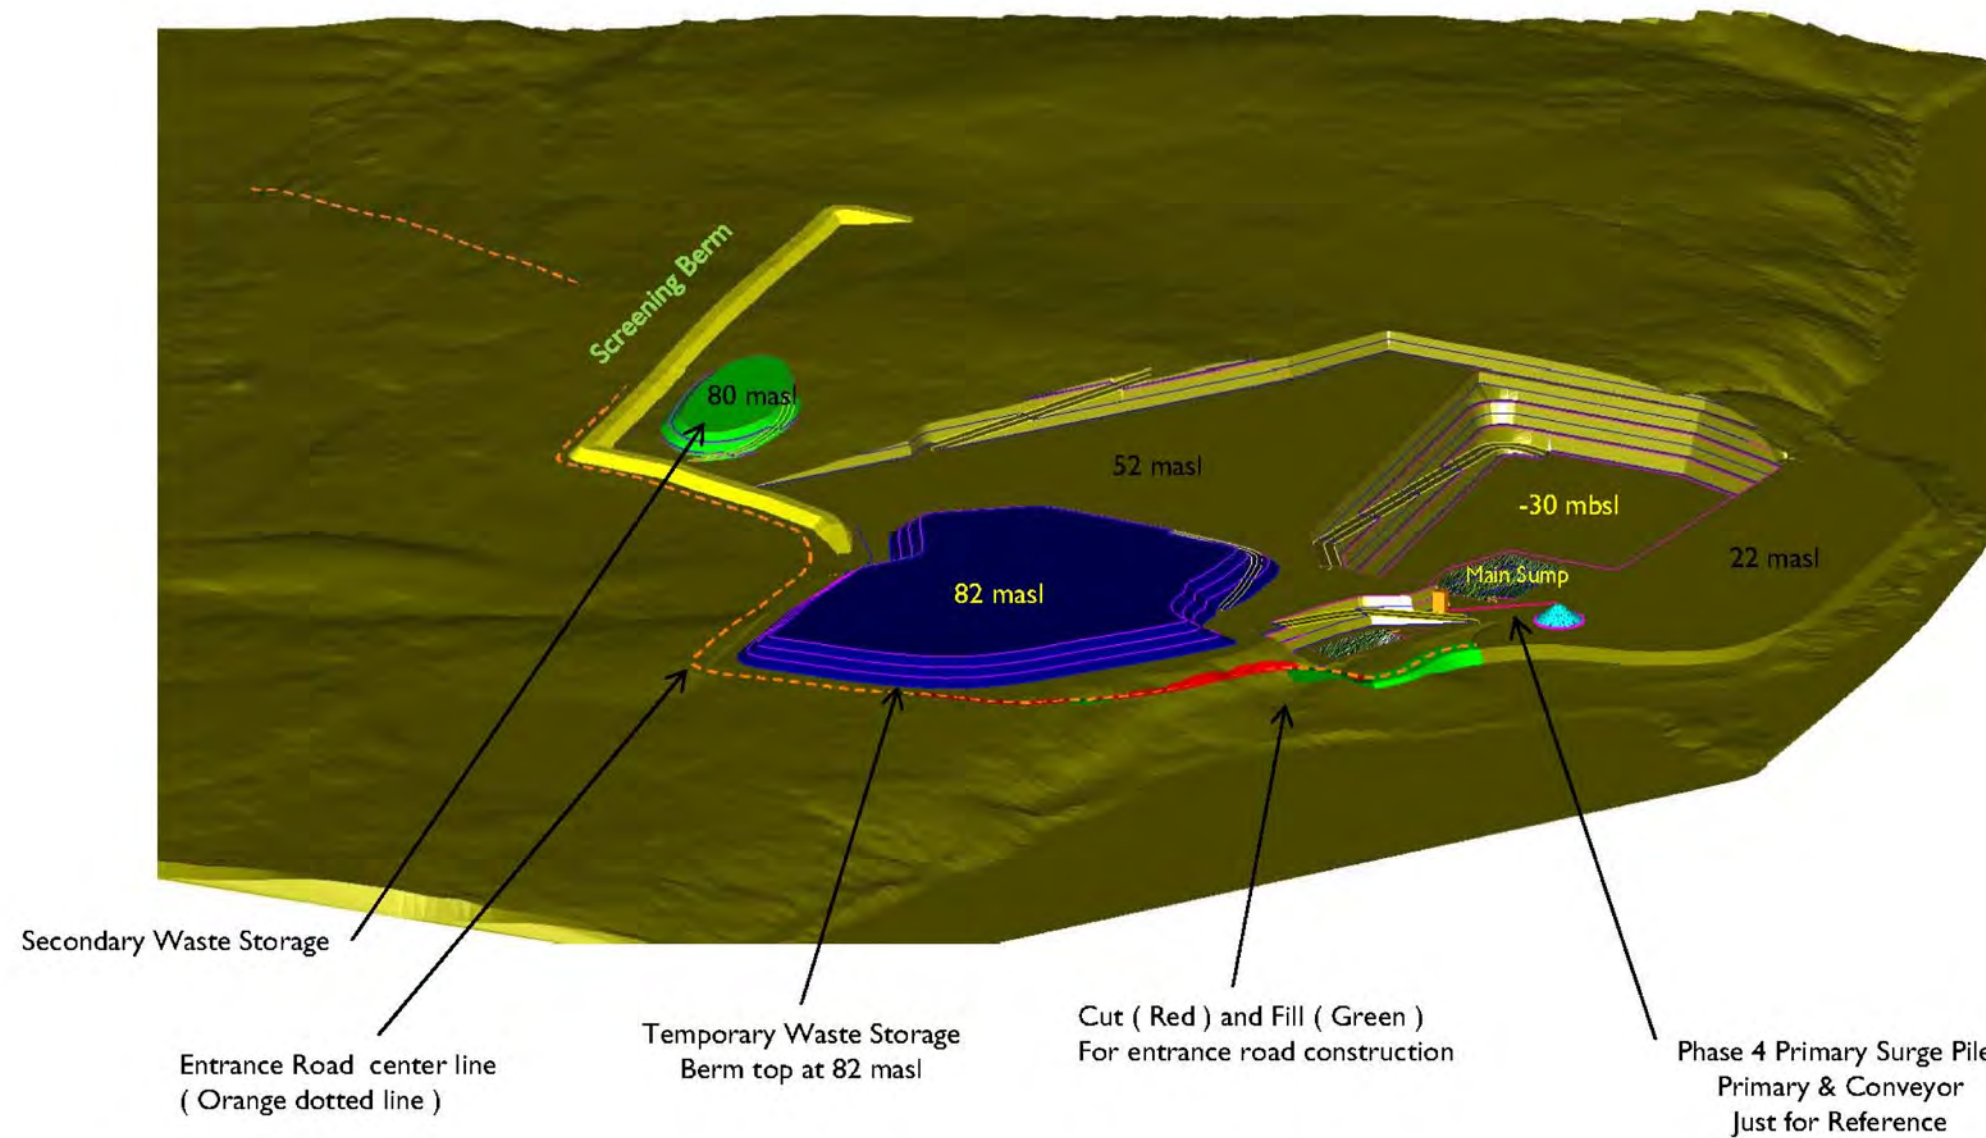 Screening Berm
80 masl
52 masl
-30 mbsl
22 masl
Main Sump
82 masl
Secondary Waste Storage
Entrance Road center line
( Orange dotted line )
Temporary Waste Storage
Berm top at 82 masl
Cut ( Red ) and Fill ( Green )
For entrance road construction
Phase 4 Primary Surge Pile
Primary & Conveyor
Just for Reference